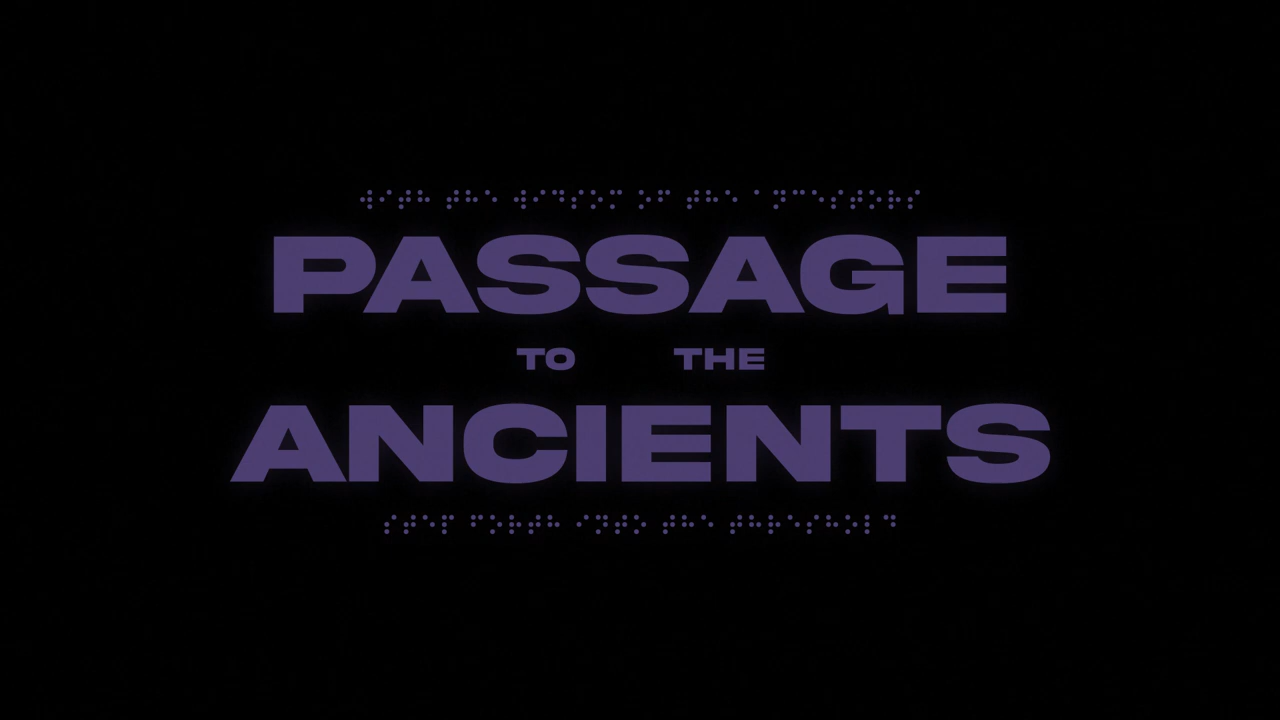 ⠺⠊⠞⠓ ⠞⠓⠑ ⠺⠊⠙⠎⠕⠍ ⠕⠋ ⠞⠓⠑ ⠁⠝⠉⠑⠎⠞⠕⠗⠎
PASSAGE
TO THE
ANCIENTS
⠎⠞⠑⠏ ⠋⠕⠗⠞⠓ ⠊⠝⠞⠕ ⠞⠓⠑ ⠞⠓⠗⠑⠎⠓⠕⠇⠙